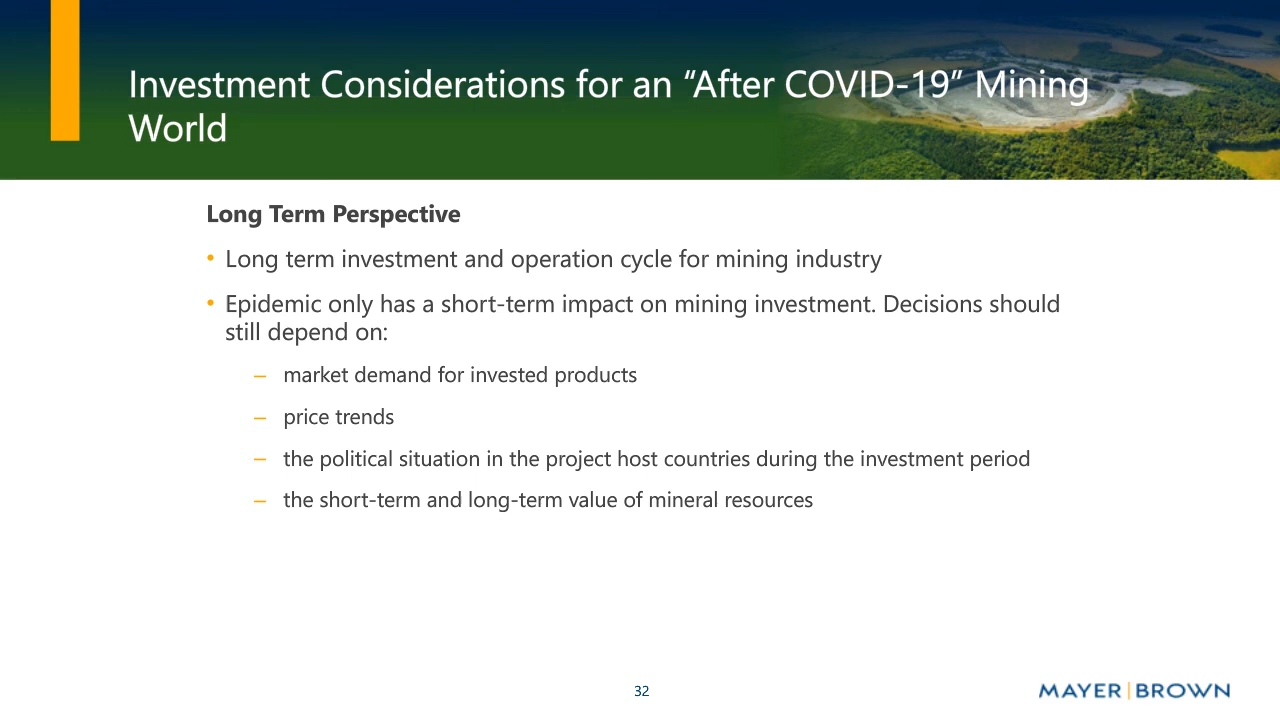 Investment Considerations for an “After COVID-19” Mining
World
Long Term Perspective
• Long term investment and operation cycle for mining industry
• Epidemic only has a short-term impact on mining investment. Decisions should
still depend on:
– market demand for invested products
– price trends
– the political situation in the project host countries during the investment period
– the short-term and long-term value of mineral resources
32
MAYER | BROWN